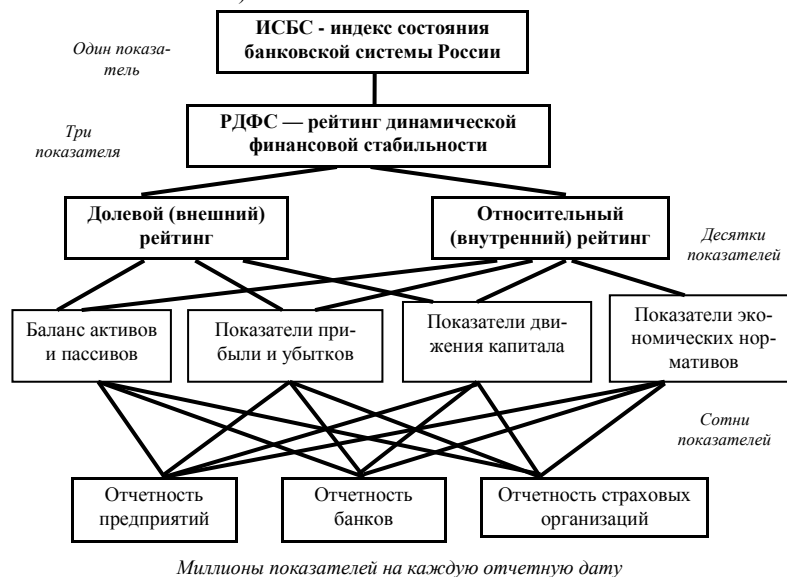 )
ИСБС - индекс состояния
банковской системы России
Один показа-
тель
РДФС — рейтинг динамической
финансовой стабильности
Три
показателя
Долевой (внешний)
рейтинг
Относительный
(внутренний) рейтинг
Десятки
показателей
Баланс активов
и пассивов
Показатели при-
были и убытков
Показатели дви-
жения капитала
Показатели эко-
номических нор-
мативов
Сотни
показателей
Отчетность
предприятий
Отчетность
банков
Отчетность страховых
организаций
Миллионы показателей на каждую отчетную дату